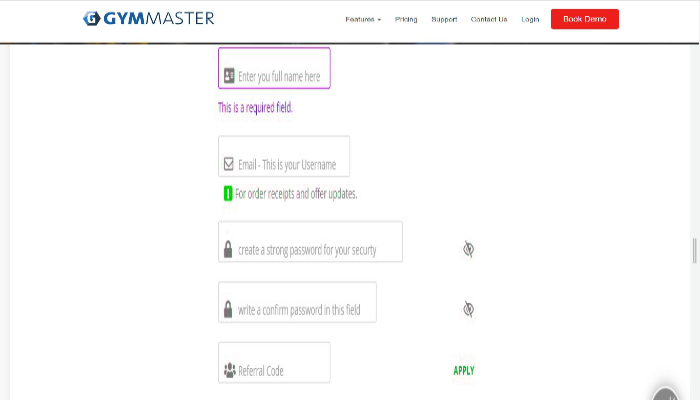 GYMMASTER
Features Pricing Support Contact Us Login Book Demo
Enter you full name here
This is a required field.
Email - This is your Username
For order receipts and offer updates.
create a strong password for your securty
write a confirm password in this field
Referral Code APPLY